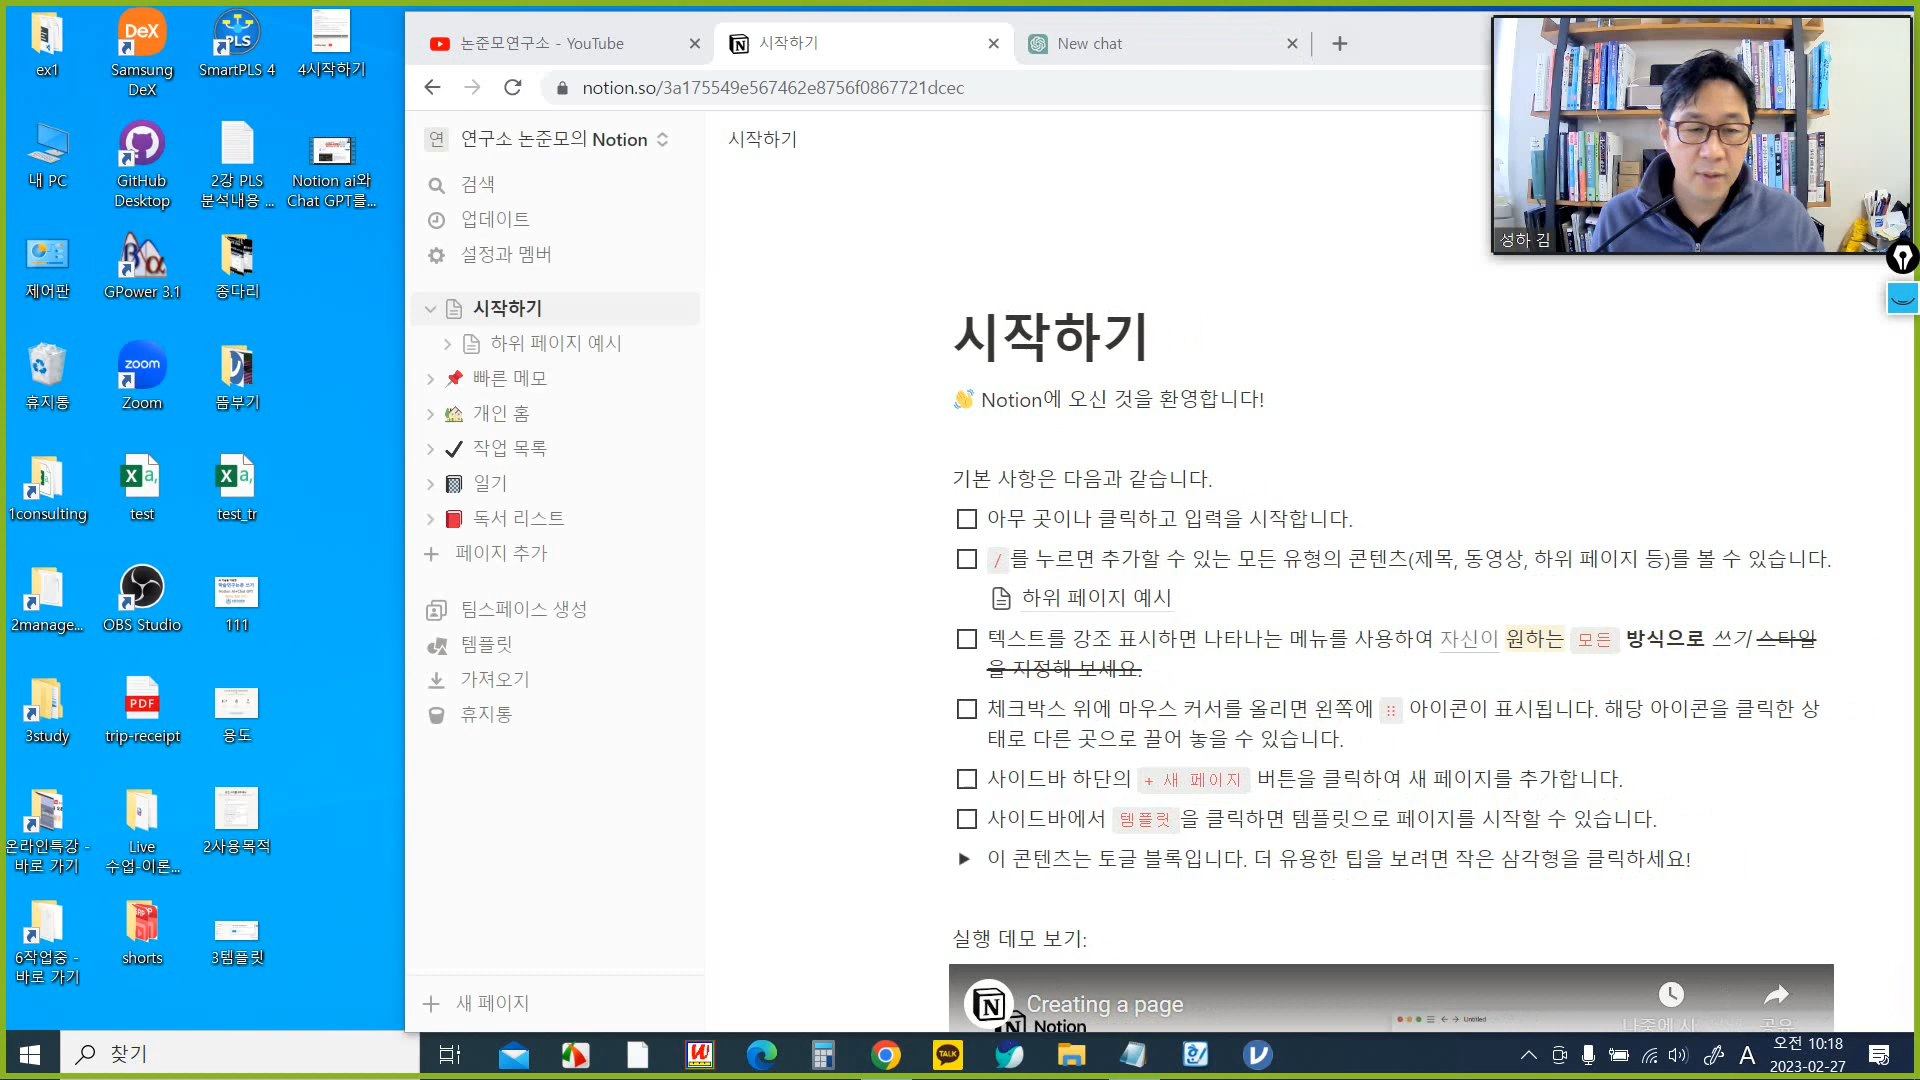 ex1
Samsung
DeX
SmartPLS 4
4시작하기
내 PC
GitHub
Desktop
2강 PLS
분석내용 ...
Notion ai와
Chat GPT를...
제어판
GPower 3.1
종다리
휴지통
Zoom
뜸부기
1consulting
test
test_tr
2manage...
OBS Studio
111
3study
trip-receipt
용도
온라인특강 -
바로 가기
Live
수업-이론...
2사용목적
6작업중 -
바로 가기
shorts
3템플릿
논준모연구소 - YouTube
시작하기
New chat
notion.so/3a175549e567462e8756f0867721dcec
연 연구소 논준모의 Notion
검색
업데이트
설정과 멤버
시작하기
하위 페이지 예시
빠른 메모
개인 홈
작업 목록
일기
독서 리스트
페이지 추가
팀스페이스 생성
템플릿
가져오기
휴지통
새 페이지
시작하기
시작하기
👋 Notion에 오신 것을 환영합니다!
기본 사항은 다음과 같습니다.
아무 곳이나 클릭하고 입력을 시작합니다.
/ 를 누르면 추가할 수 있는 모든 유형의 콘텐츠(제목, 동영상, 하위 페이지 등)를 볼 수 있습니다.
하위 페이지 예시
텍스트를 강조 표시하면 나타나는 메뉴를 사용하여 자신이 원하는 모든 방식으로 쓰기 스타일
을 지정해 보세요.
체크박스 위에 마우스 커서를 올리면 왼쪽에 ⠿ 아이콘이 표시됩니다. 해당 아이콘을 클릭한 상
태로 다른 곳으로 끌어 놓을 수 있습니다.
사이드바 하단의 + 새 페이지 버튼을 클릭하여 새 페이지를 추가합니다.
사이드바에서 템플릿 을 클릭하면 템플릿으로 페이지를 시작할 수 있습니다.
이 콘텐츠는 토글 블록입니다. 더 유용한 팁을 보려면 작은 삼각형을 클릭하세요!
실행 데모 보기:
Creating a page
Notion
Untitled
성하 김
찾기
TALK
A
오전 10:18
2023-02-27